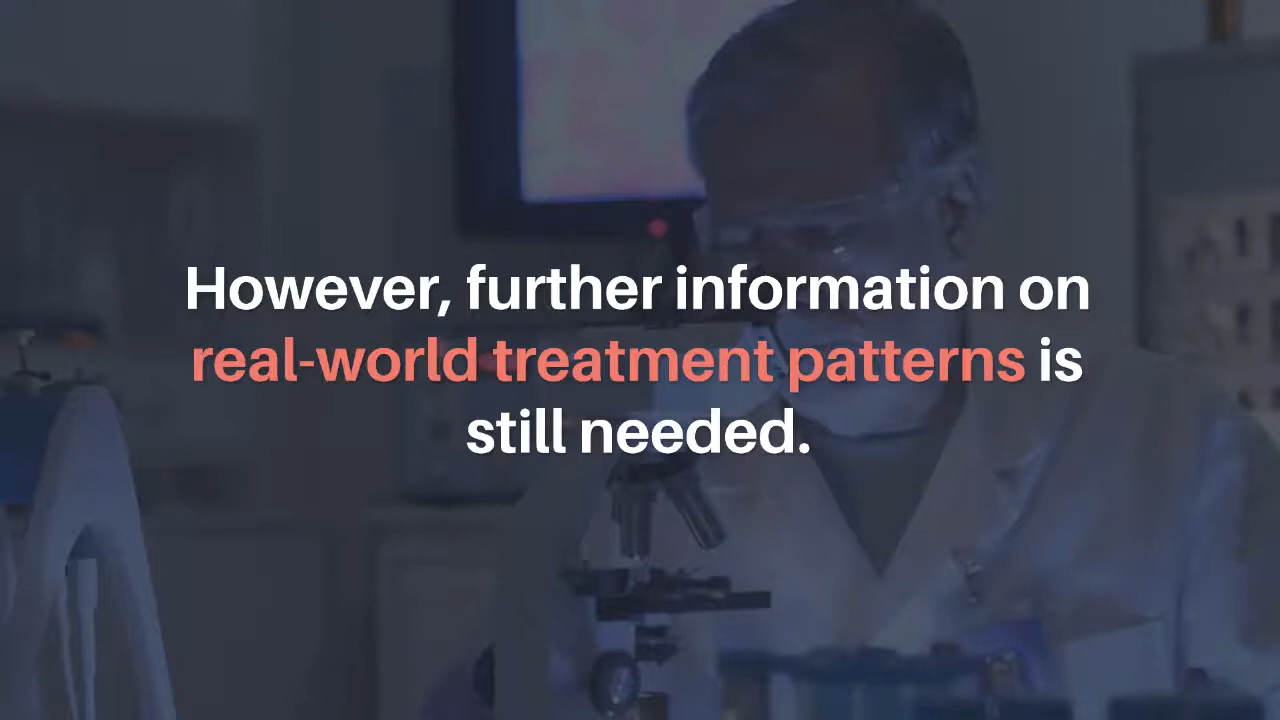 However, further information on
real-world treatment patterns is
still needed.